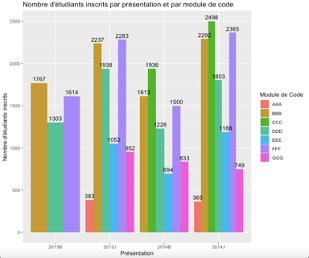 Nombre d'étudiants inscrits par présentation et par module de code
2498
2500
2365
2283
2292
2237
2000
1938
1936
1803
1767
1614
1613
1500
1500
1303
1228
1188
1052
1000
952
833
749
694
500
383
365
0
2013B
2013J
2014B
2014J
Présentation
Nombre d'étudiants inscrits
Module de Code
AAA
BBB
CCC
DDD
EEE
FFF
GGG